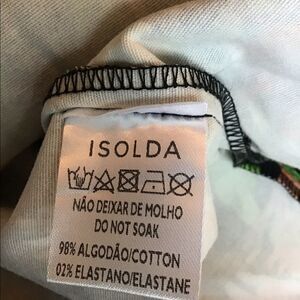 ISOLDA
NÃO DEIXAR DE MOLHO
DO NOT SOAK
98% ALGODÃO/COTTON
02% ELASTANO/ELASTANE